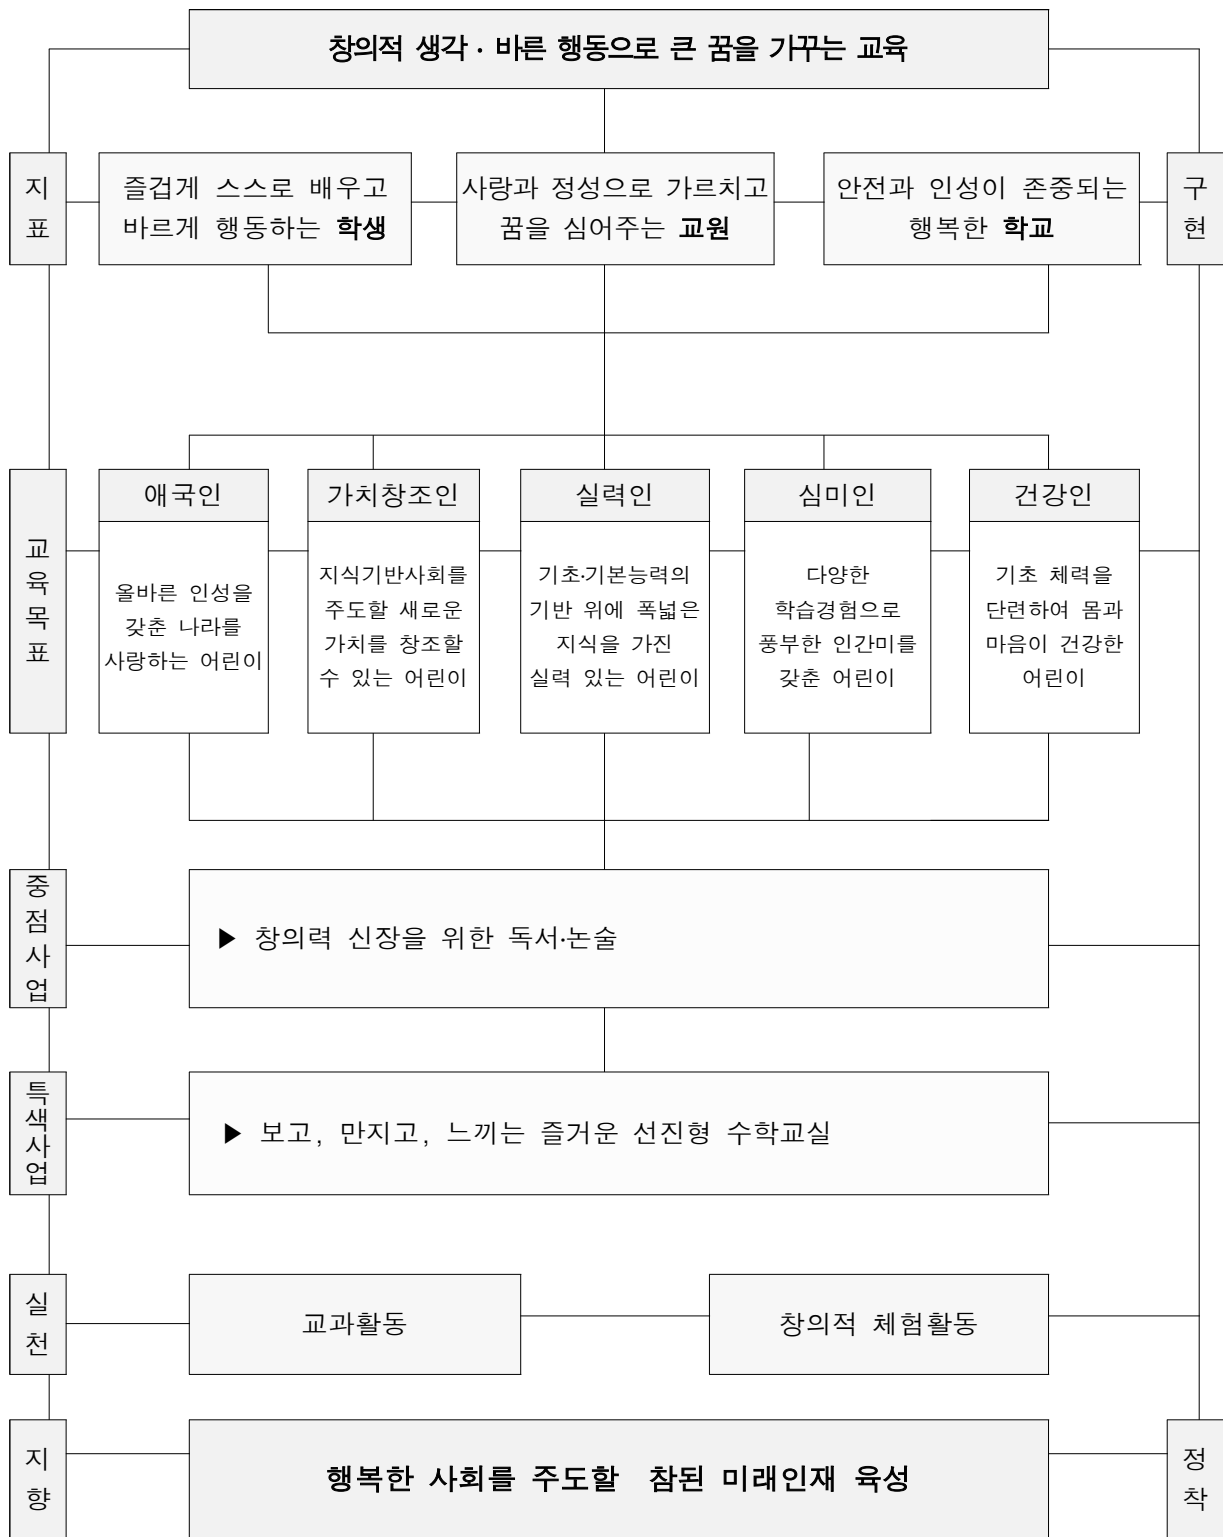 창의적 생각 · 바른 행동으로 큰 꿈을 가꾸는 교육
지표
즐겁게 스스로 배우고
바르게 행동하는 학생
사랑과 정성으로 가르치고
꿈을 심어주는 교원
안전과 인성이 존중되는
행복한 학교
구현
교육목표
애국인
올바른 인성을
갖춘 나라를
사랑하는 어린이
가치창조인
지식기반사회를
주도할 새로운
가치를 창조할
수 있는 어린이
실력인
기초·기본능력의
기반 위에 폭넓은
지식을 가진
실력 있는 어린이
심미인
다양한
학습경험으로
풍부한 인간미를
갖춘 어린이
건강인
기초 체력을
단련하여 몸과
마음이 건강한
어린이
중점사업
▶ 창의력 신장을 위한 독서·논술
특색사업
▶ 보고, 만지고, 느끼는 즐거운 선진형 수학교실
실천
교과활동
창의적 체험활동
지향
행복한 사회를 주도할 참된 미래인재 육성
정착